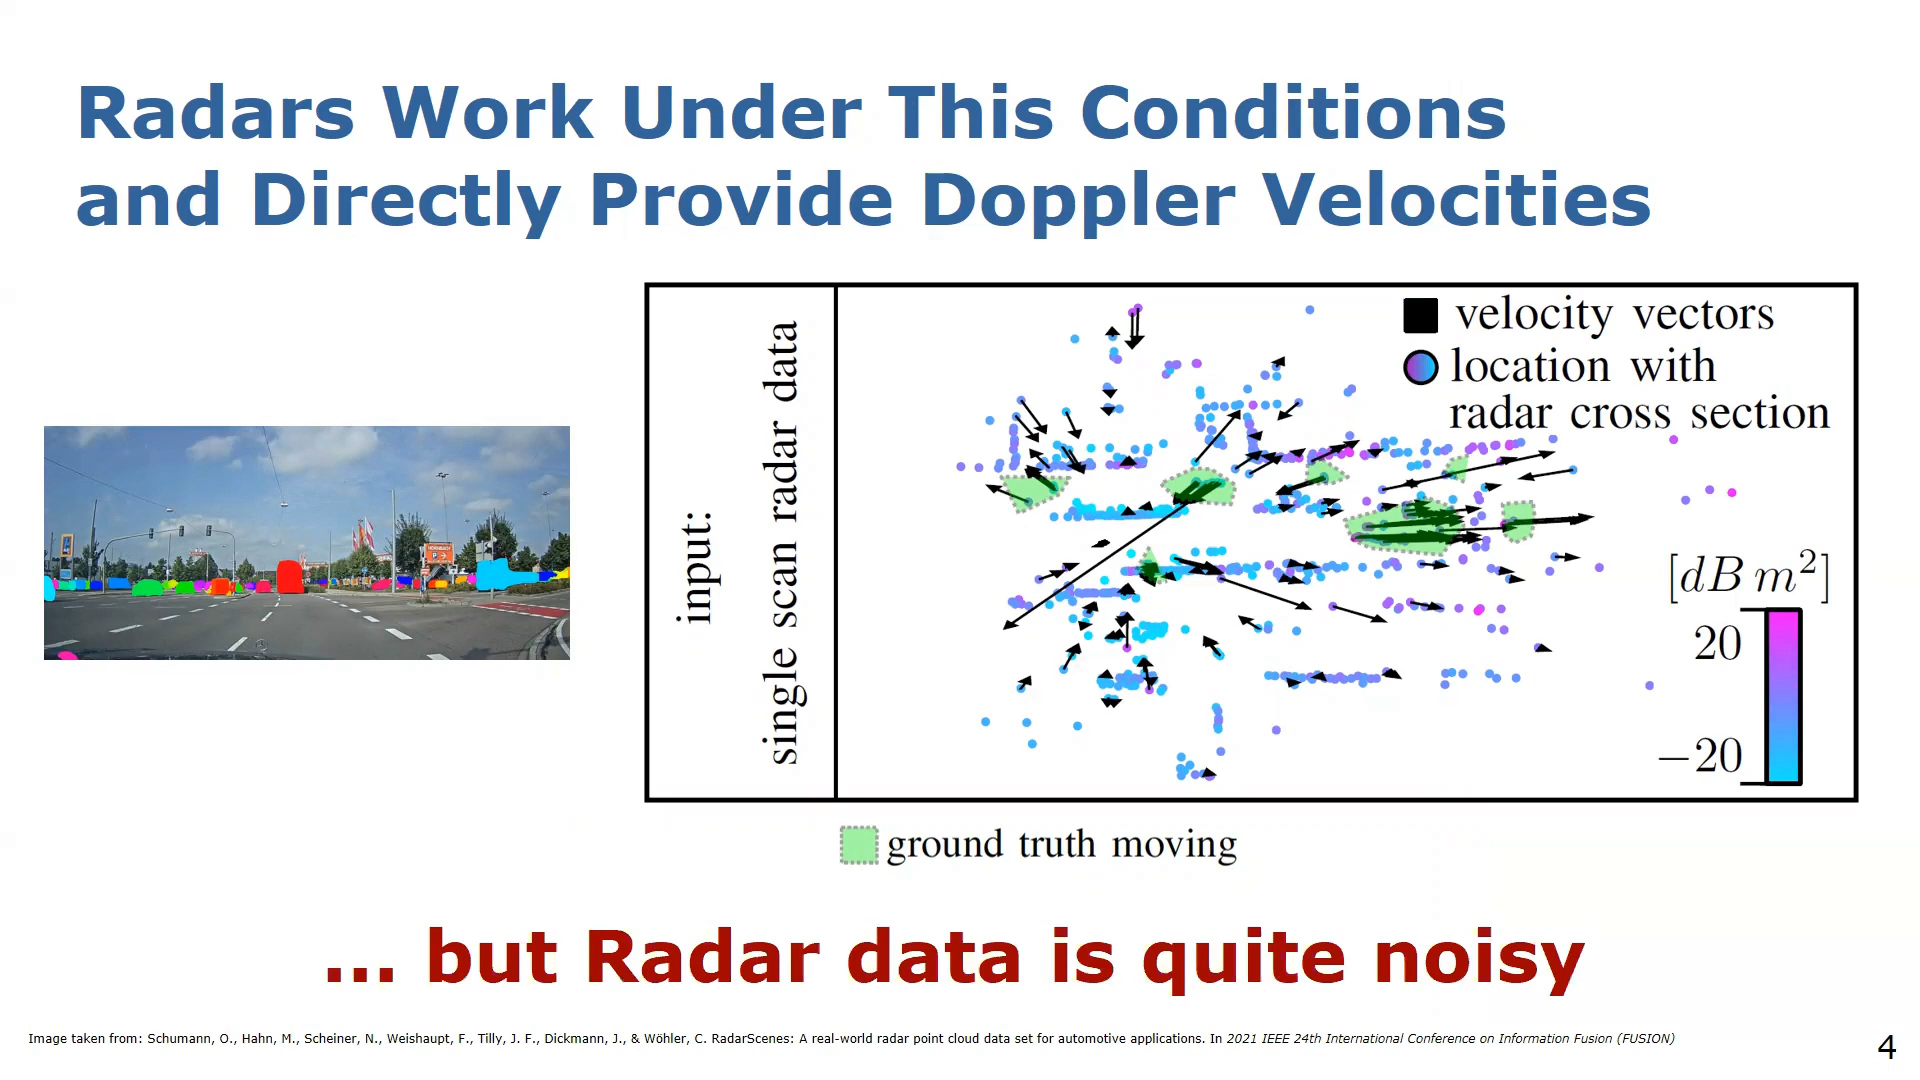 Radars Work Under This Conditions
and Directly Provide Doppler Velocities
input:
single scan radar data
velocity vectors
location with
radar cross section
[dB m²]
20
−20
ground truth moving
HORNBACH
... but Radar data is quite noisy
Image taken from: Schumann, O., Hahn, M., Scheiner, N., Weishaupt, F., Tilly, J. F., Dickmann, J., & Wöhler, C. RadarScenes: A real-world radar point cloud data set for automotive applications. In 2021 IEEE 24th International Conference on Information Fusion (FUSION)
4